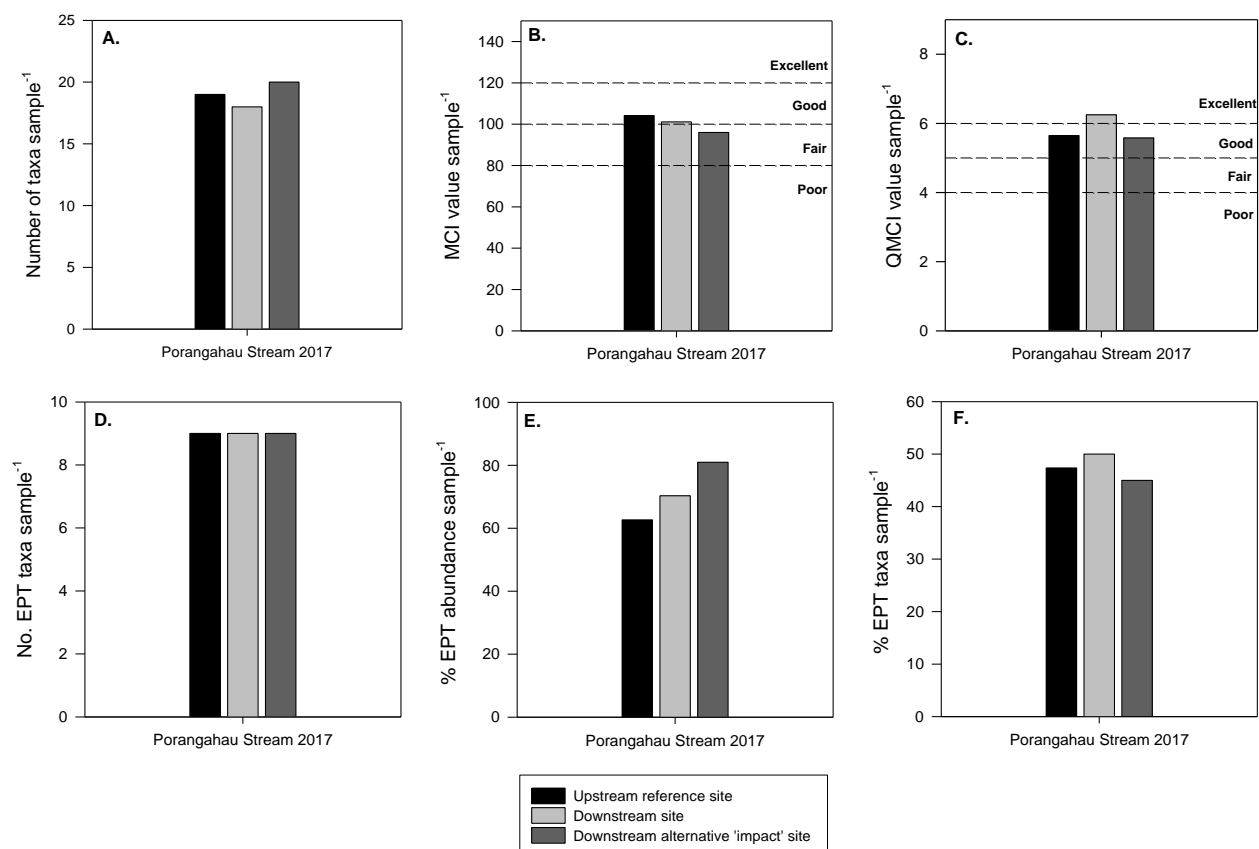 A.
Number of taxa sample⁻¹
25
20
15
10
5
0
Porangahau Stream 2017
B.
MCI value sample⁻¹
140
120
100
80
60
40
20
0
Excellent
Good
Fair
Poor
Porangahau Stream 2017
C.
QMCI value sample⁻¹
8
6
4
2
0
Excellent
Good
Fair
Poor
Porangahau Stream 2017
D.
No. EPT taxa sample⁻¹
10
8
6
4
2
0
Porangahau Stream 2017
E.
% EPT abundance sample⁻¹
100
80
60
40
20
0
Porangahau Stream 2017
F.
% EPT taxa sample⁻¹
60
50
40
30
20
10
0
Porangahau Stream 2017
Upstream reference site
Downstream site
Downstream alternative 'impact' site